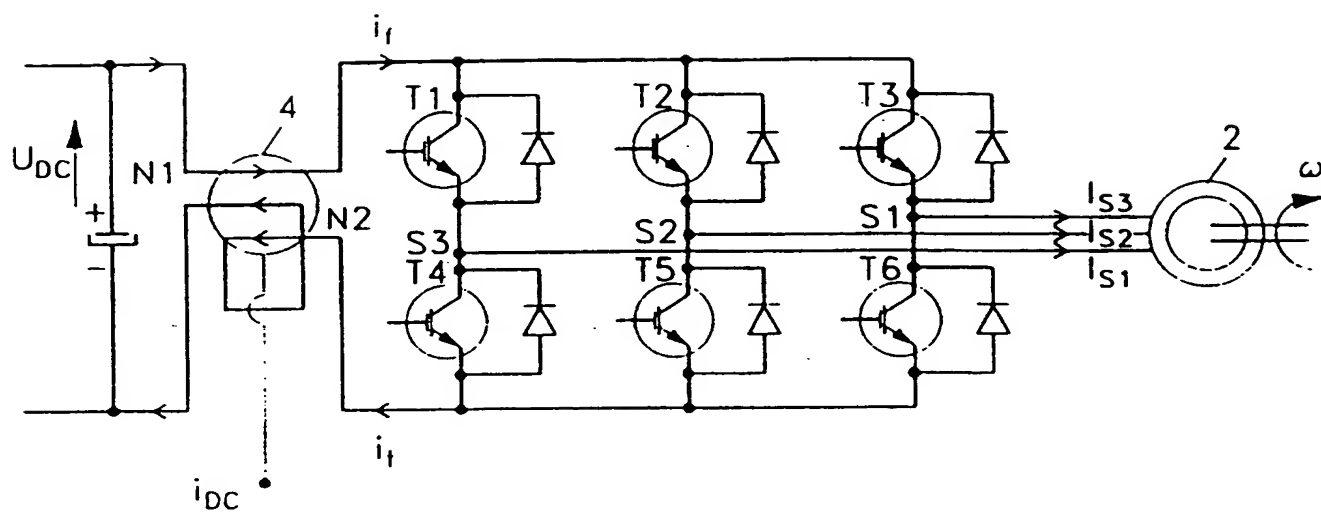 i_f
4
T1
T2
T3
U_DC
N1
2
ω
+
N2
I_S3
S3
S2
S1
I_S2
-
T4
T5
T6
I_S1
i_t
i_DC